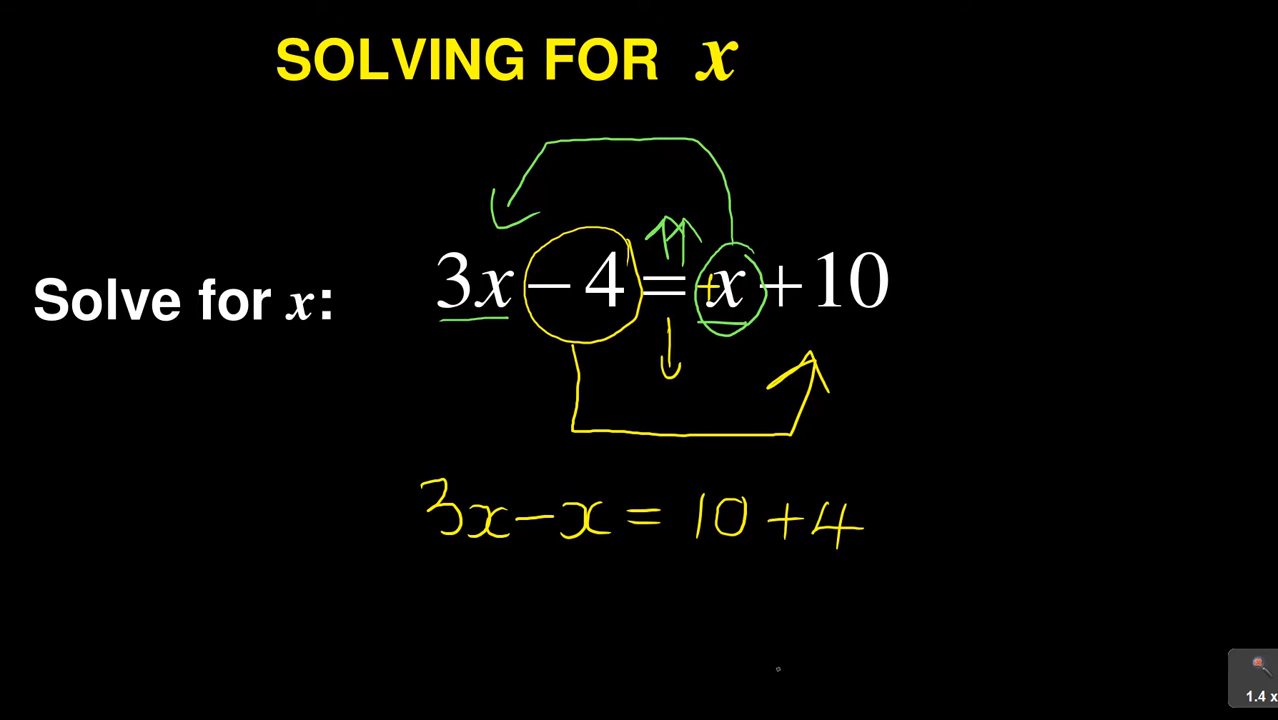 SOLVING FOR x
Solve for x: 3x - 4 = +x + 10
3x - x = 10 + 4
1.4 x